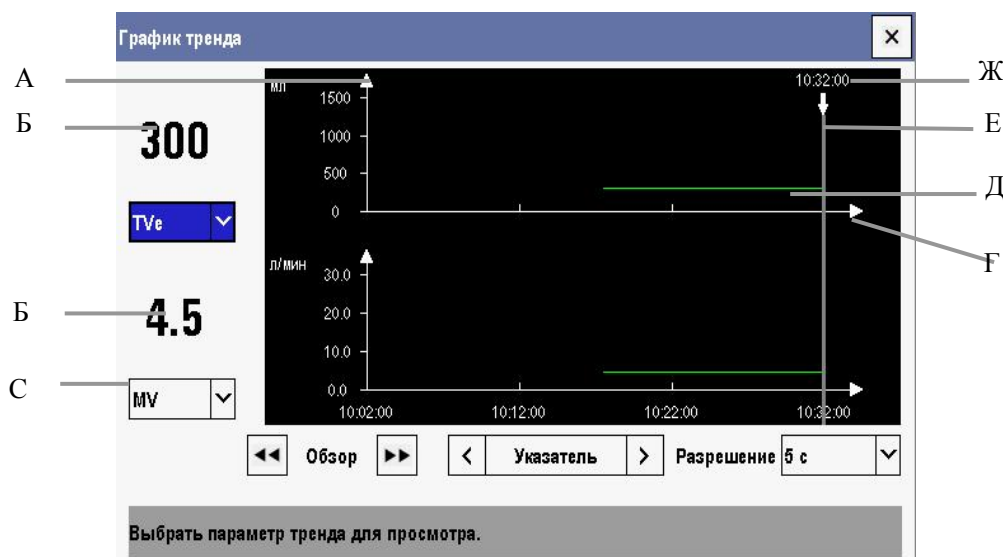 График тренда
А
мл
10:32:00
Ж
1500
Б
300
1000
Е
500
Д
TVe
0
Г
л/мин
30.0
Б
4.5
20.0
10.0
С
MV
0.0
10:02:00 10:12:00 10:22:00 10:32:00
Обзор Указатель Разрешение 5 с
Выбрать параметр тренда для просмотра.